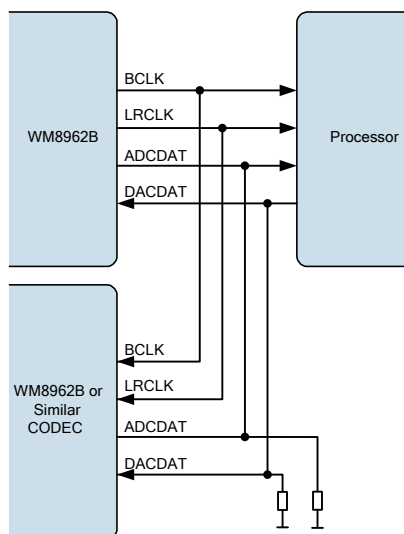 BCLK
LRCLK
WM8962B
Processor
ADCDAT
DACDAT
BCLK
LRCLK
WM8962B or
Similar
CODEC
ADCDAT
DACDAT